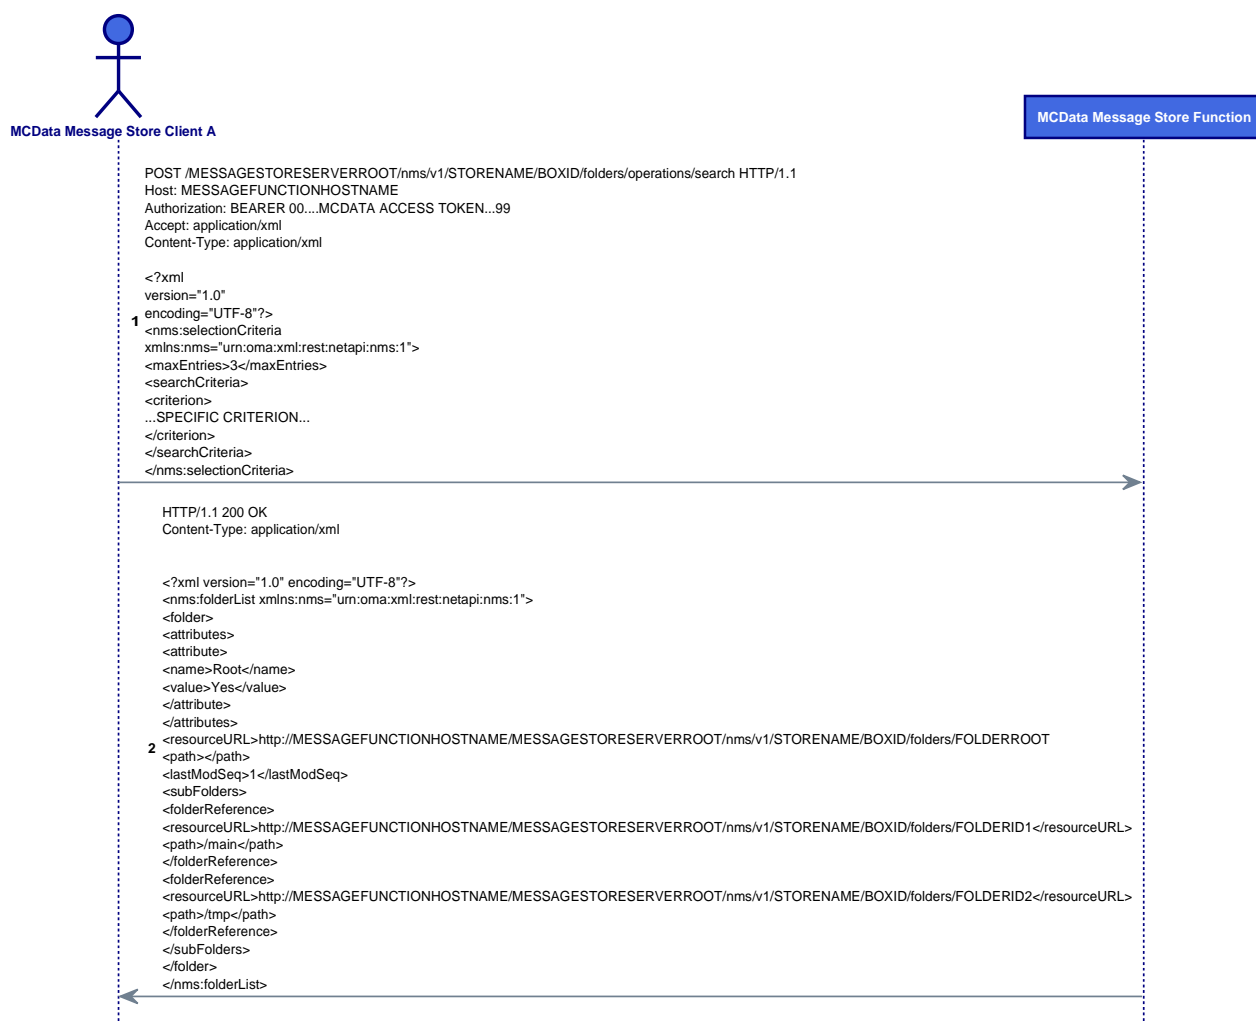 MCData Message Store Client A
MCData Message Store Function
POST /MESSAGESTORESERVERROOT/nms/v1/STORENAME/BOXID/folders/operations/search HTTP/1.1
Host: MESSAGEFUNCTIONHOSTNAME
Authorization: BEARER 00....MCDATA ACCESS TOKEN...99
Accept: application/xml
Content-Type: application/xml
<?xml
version="1.0"
encoding="UTF-8"?>
1
<nms:selectionCriteria
xmlns:nms="urn:oma:xml:rest:netapi:nms:1">
<maxEntries>3</maxEntries>
<searchCriteria>
<criterion>
...SPECIFIC CRITERION...
</criterion>
</searchCriteria>
</nms:selectionCriteria>
HTTP/1.1 200 OK
Content-Type: application/xml
<?xml version="1.0" encoding="UTF-8"?>
<nms:folderList xmlns:nms="urn:oma:xml:rest:netapi:nms:1">
<folder>
<attributes>
<attribute>
<name>Root</name>
<value>Yes</value>
</attribute>
</attributes>
<resourceURL>http://MESSAGEFUNCTIONHOSTNAME/MESSAGESTORESERVERROOT/nms/v1/STORENAME/BOXID/folders/FOLDERROOT
2
<path></path>
<lastModSeq>1</lastModSeq>
<subFolders>
<folderReference>
<resourceURL>http://MESSAGEFUNCTIONHOSTNAME/MESSAGESTORESERVERROOT/nms/v1/STORENAME/BOXID/folders/FOLDERID1</resourceURL>
<path>/main</path>
</folderReference>
<folderReference>
<resourceURL>http://MESSAGEFUNCTIONHOSTNAME/MESSAGESTORESERVERROOT/nms/v1/STORENAME/BOXID/folders/FOLDERID2</resourceURL>
<path>/tmp</path>
</folderReference>
</subFolders>
</folder>
</nms:folderList>